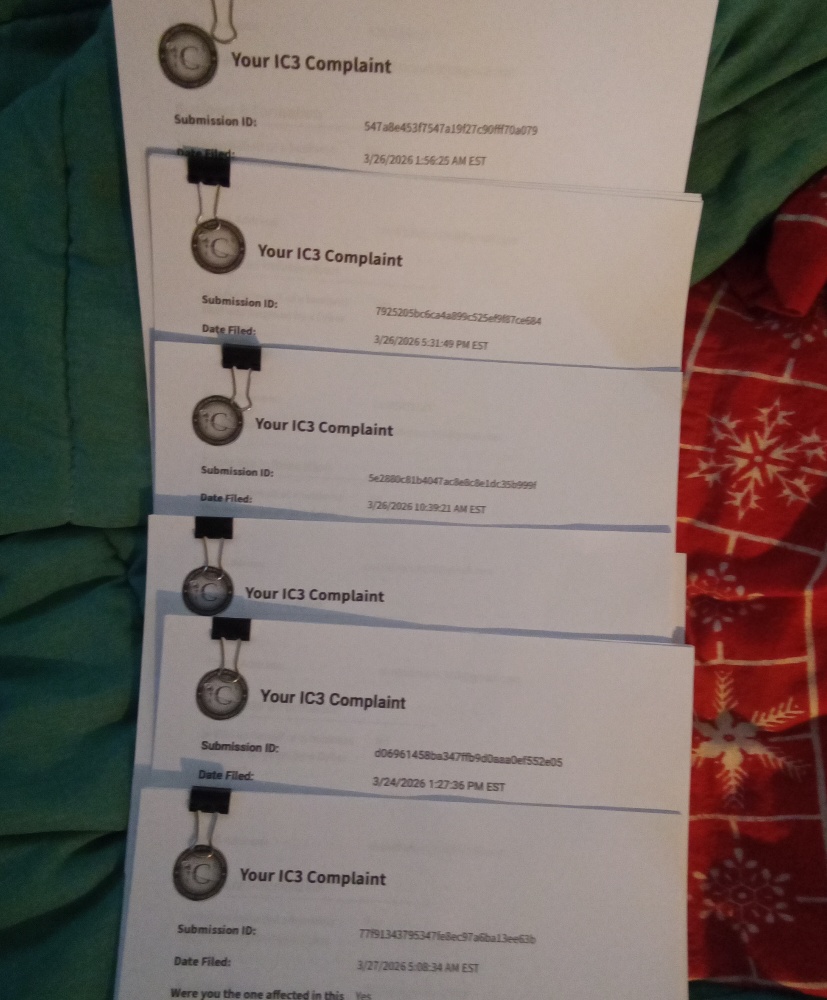 Your IC3 Complaint
Submission ID: 547a8e453f7547a19f27c90fff70a079
Date Filed: 3/26/2026 1:56:25 AM EST
Your IC3 Complaint
Submission ID: 7925205bc6ca4a899c525ef9f87ce684
Date Filed: 3/26/2026 5:31:49 PM EST
Your IC3 Complaint
Submission ID: 5e2880c81b4047ac8e8c8e1dc35b999f
Date Filed: 3/26/2026 10:39:21 AM EST
Your IC3 Complaint
Your IC3 Complaint
Submission ID: d06961458ba347ffb9d0aaa0ef552e05
Date Filed: 3/24/2026 1:27:36 PM EST
Your IC3 Complaint
Submission ID: 77f91343795347fe8ec97a6ba13ee63b
Date Filed: 3/27/2026 5:08:34 AM EST
Were you the one affected in this Yes